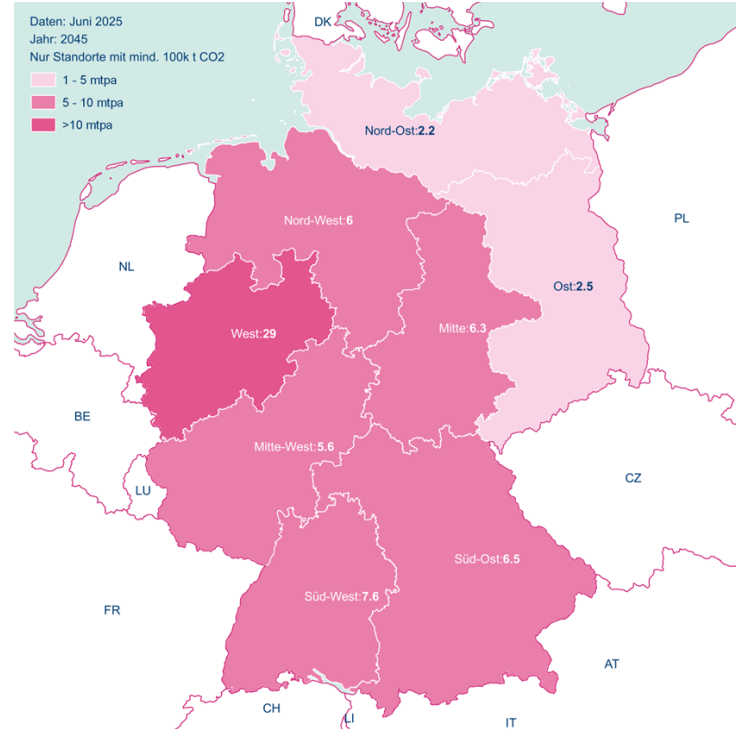 Daten: Juni 2025
Jahr: 2045
Nur Standorte mit mind. 100k t CO2
1 - 5 mtpa
5 - 10 mtpa
>10 mtpa
DK
Nord-Ost:2.2
Nord-West:6
PL
NL
Ost:2.5
West:29
Mitte:6.3
BE
Mitte-West:5.6
CZ
LU
Süd-Ost:6.5
Süd-West:7.6
FR
AT
CH
LI
IT